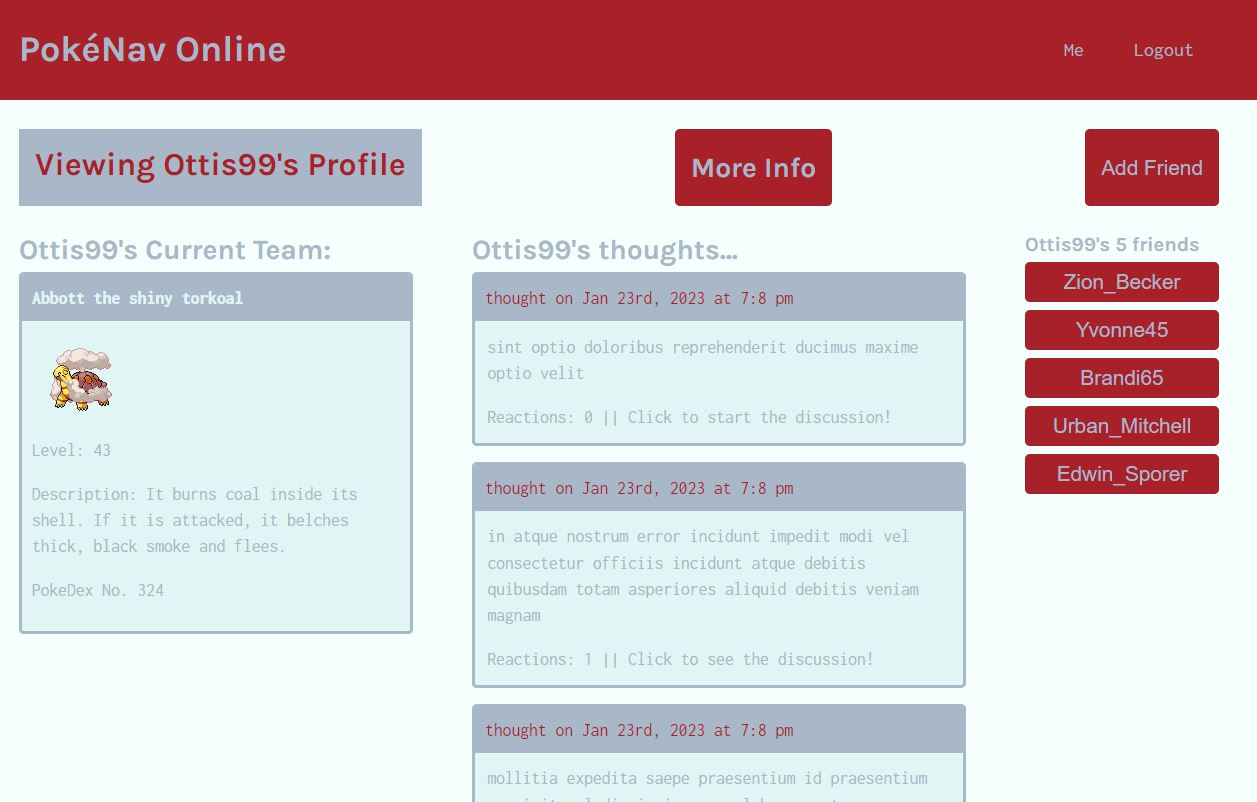 PokéNav Online
Me
Logout
Viewing Ottis99's Profile
More Info
Add Friend
Ottis99's Current Team:
Abbott the shiny torkoal
Level: 43
Description: It burns coal inside its
shell. If it is attacked, it belches
thick, black smoke and flees.
PokeDex No. 324
Ottis99's thoughts...
thought on Jan 23rd, 2023 at 7:8 pm
sint optio doloribus reprehenderit ducimus maxime
optio velit
Reactions: 0 || Click to start the discussion!
thought on Jan 23rd, 2023 at 7:8 pm
in atque nostrum error incidunt impedit modi vel
consectetur officiis incidunt atque debitis
quibusdam totam asperiores aliquid debitis veniam
magnam
Reactions: 1 || Click to see the discussion!
thought on Jan 23rd, 2023 at 7:8 pm
mollitia expedita saepe praesentium id praesentium
Ottis99's 5 friends
Zion_Becker
Yvonne45
Brandi65
Urban_Mitchell
Edwin_Sporer